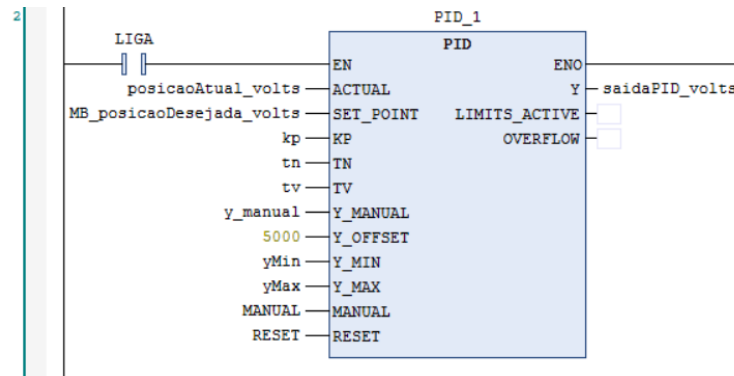 2
PID_1
LIGA
PID
EN ENO
posicaoAtual_volts ACTUAL Y saidaPID_volts
MB_posicaoDesejada_volts SET_POINT LIMITS_ACTIVE
kp KP OVERFLOW
tn TN
tv TV
y_manual Y_MANUAL
5000 Y_OFFSET
yMin Y_MIN
yMax Y_MAX
MANUAL MANUAL
RESET RESET